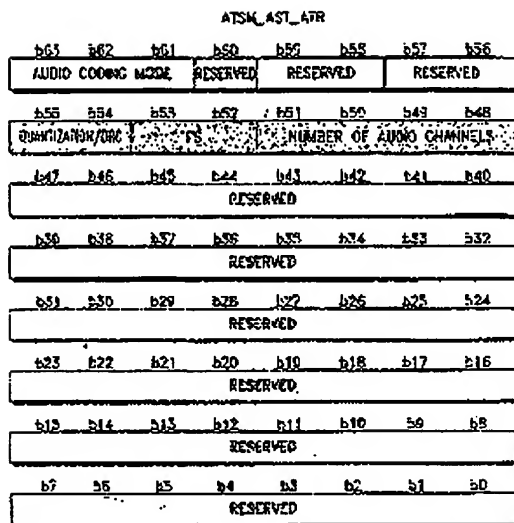 ATSM_AST_ATR
b63 b62 b61 b60 b59 b58 b57 b56
AUDIO CODING MODE RESERVED RESERVED RESERVED
b55 b54 b53 b52 b51 b50 b49 b48
QUANTIZATION/DRC FS NUMBER OF AUDIO CHANNELS
b47 b46 b45 b44 b43 b42 b41 b40
RESERVED
b39 b38 b37 b36 b35 b34 b33 b32
RESERVED
b31 b30 b29 b28 b27 b26 b25 b24
RESERVED
b23 b22 b21 b20 b19 b18 b17 b16
RESERVED
b15 b14 b13 b12 b11 b10 b9 b8
RESERVED
b7 b6 b5 b4 b3 b2 b1 b0
RESERVED